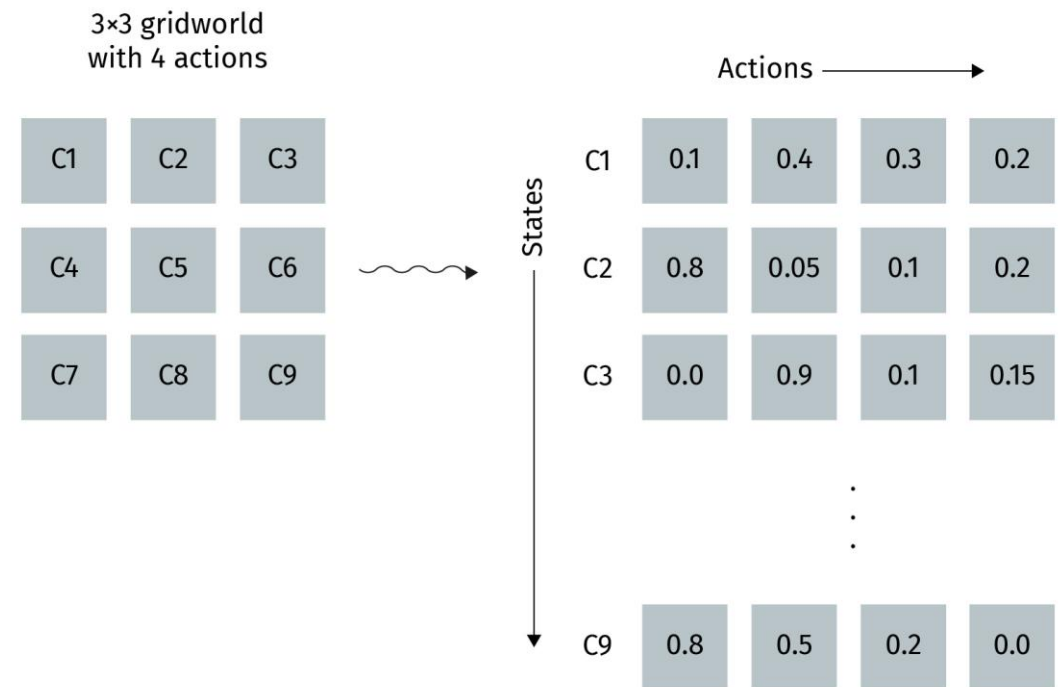 3×3 gridworld
with 4 actions
C1 C2 C3
C4 C5 C6
C7 C8 C9
Actions
States
C1 0.1 0.4 0.3 0.2
C2 0.8 0.05 0.1 0.2
C3 0.0 0.9 0.1 0.15
C9 0.8 0.5 0.2 0.0